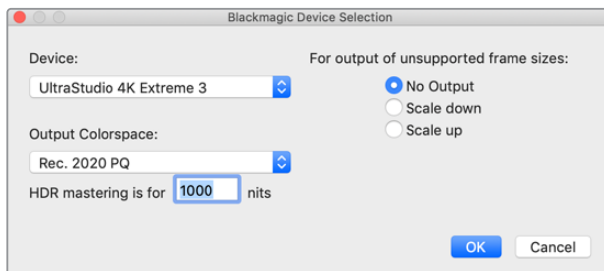 Blackmagic Device Selection
Device:
UltraStudio 4K Extreme 3
Output Colorspace:
Rec. 2020 PQ
HDR mastering is for 1000 nits
For output of unsupported frame sizes:
No Output
Scale down
Scale up
OK Cancel